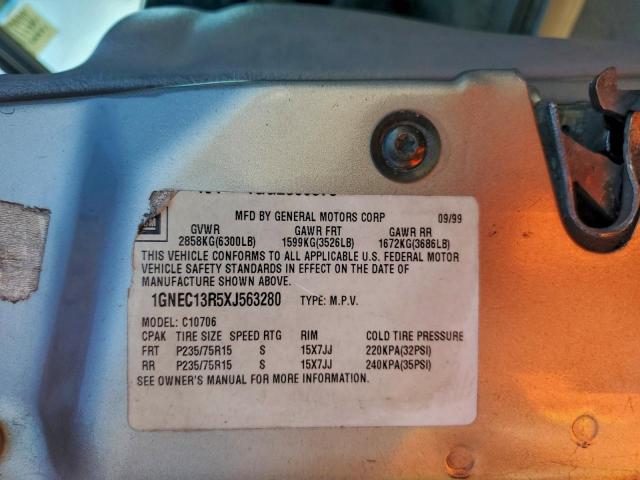 GM
MFD BY GENERAL MOTORS CORP 09/99
GVWR GAWR FRT GAWR RR
2858KG(6300LB) 1599KG(3526LB) 1672KG(3686LB)
THIS VEHICLE CONFORMS TO ALL APPLICABLE U.S. FEDERAL MOTOR
VEHICLE SAFETY STANDARDS IN EFFECT ON THE DATE OF
MANUFACTURE SHOWN ABOVE.
1GNEC13R5XJ563280 TYPE: M.P.V.
MODEL: C10706
CPAK TIRE SIZE SPEED RTG RIM COLD TIRE PRESSURE
FRT P235/75R15 S 15X7JJ 220KPA(32PSI)
RR P235/75R15 S 15X7JJ 240KPA(35PSI)
SEE OWNER'S MANUAL FOR MORE INFORMATION.